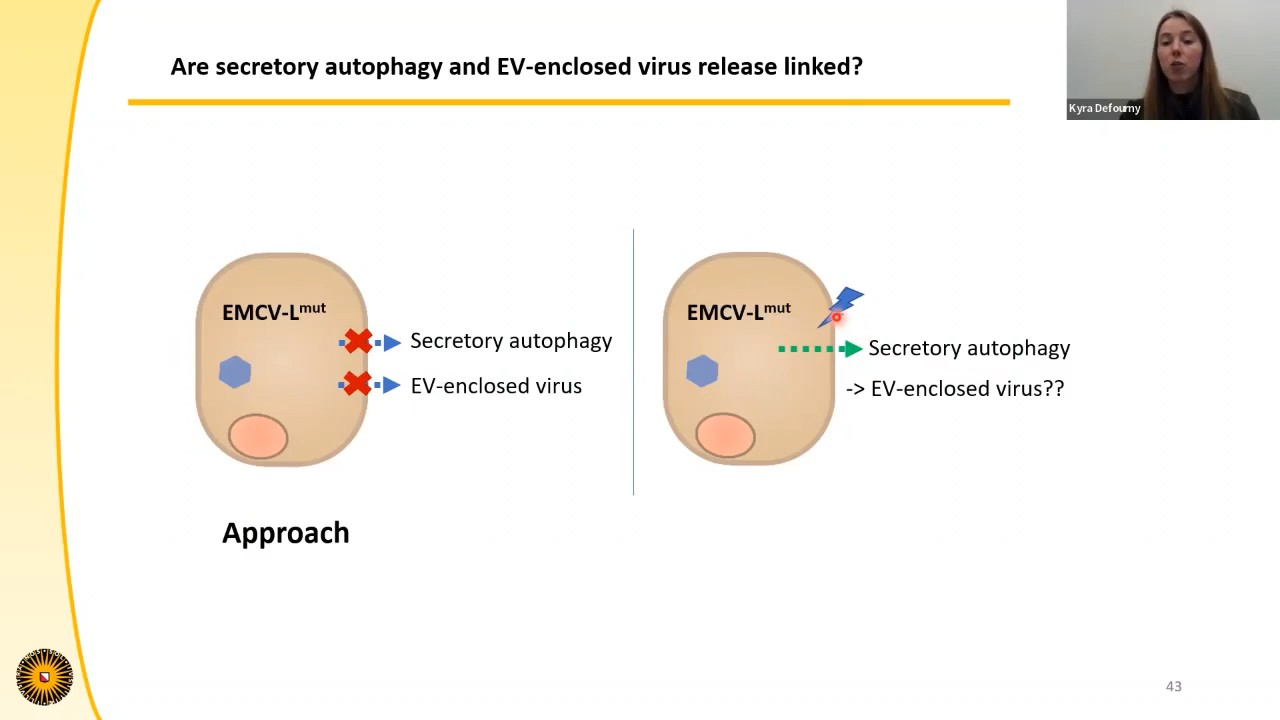 Are secretory autophagy and EV-enclosed virus release linked?
Kyra Defourny
EMCV-Lmut
Secretory autophagy
EV-enclosed virus
EMCV-Lmut
Secretory autophagy
-> EV-enclosed virus??
Approach
43